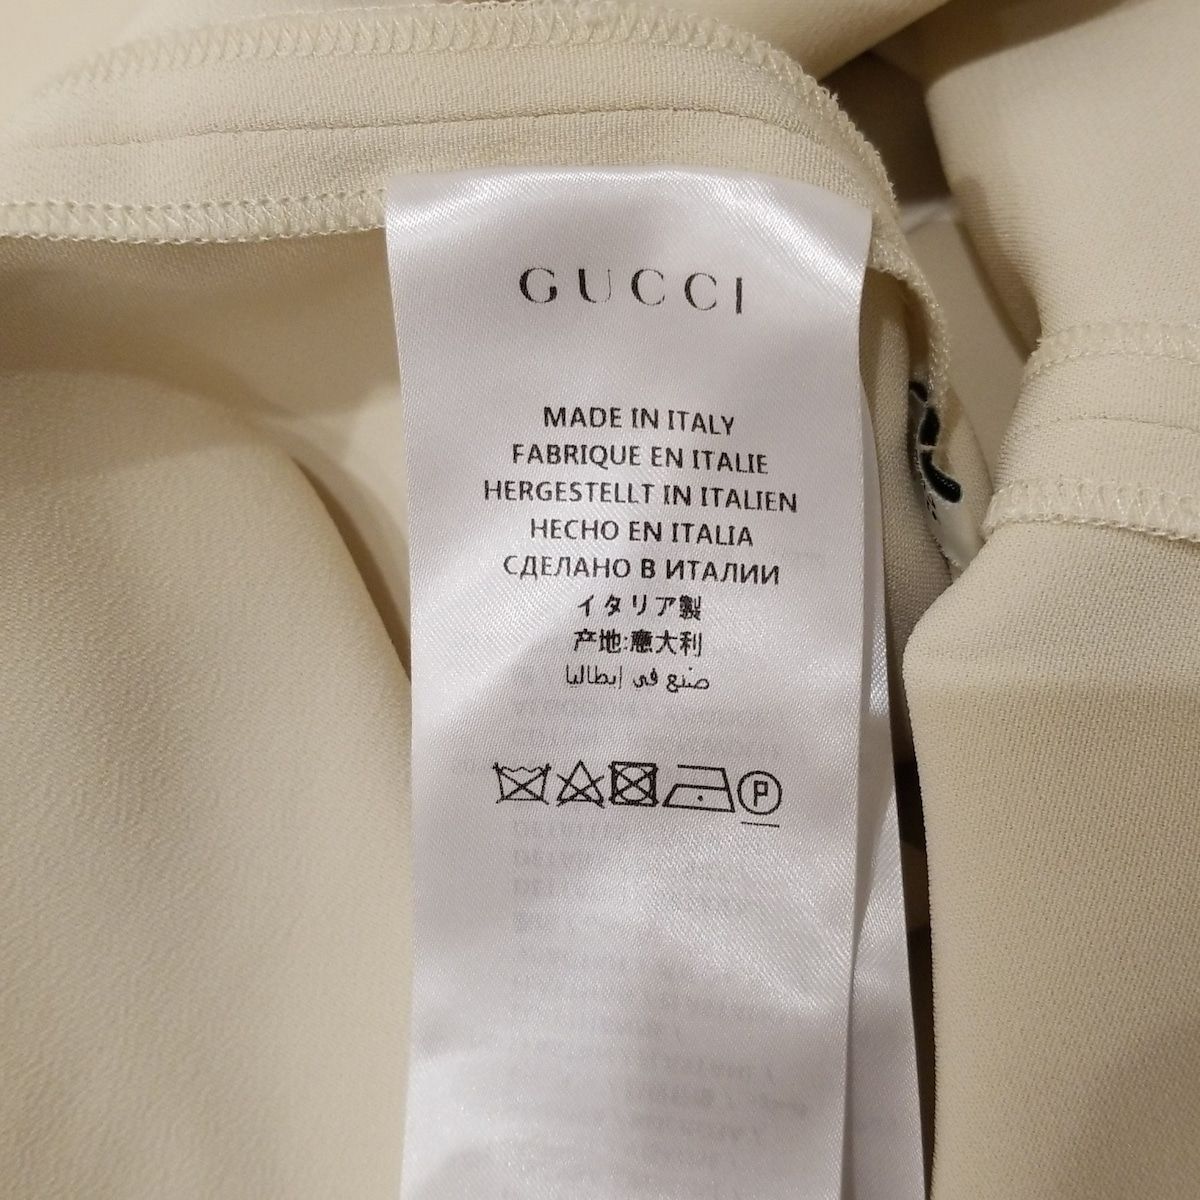 GUCCI
MADE IN ITALY
FABRIQUE EN ITALIE
HERGESTELLT IN ITALIEN
HECHO EN ITALIA
СДЕЛАНО В ИТАЛИИ
イタリア製
产地:意大利
صنع في إيطاليا
P